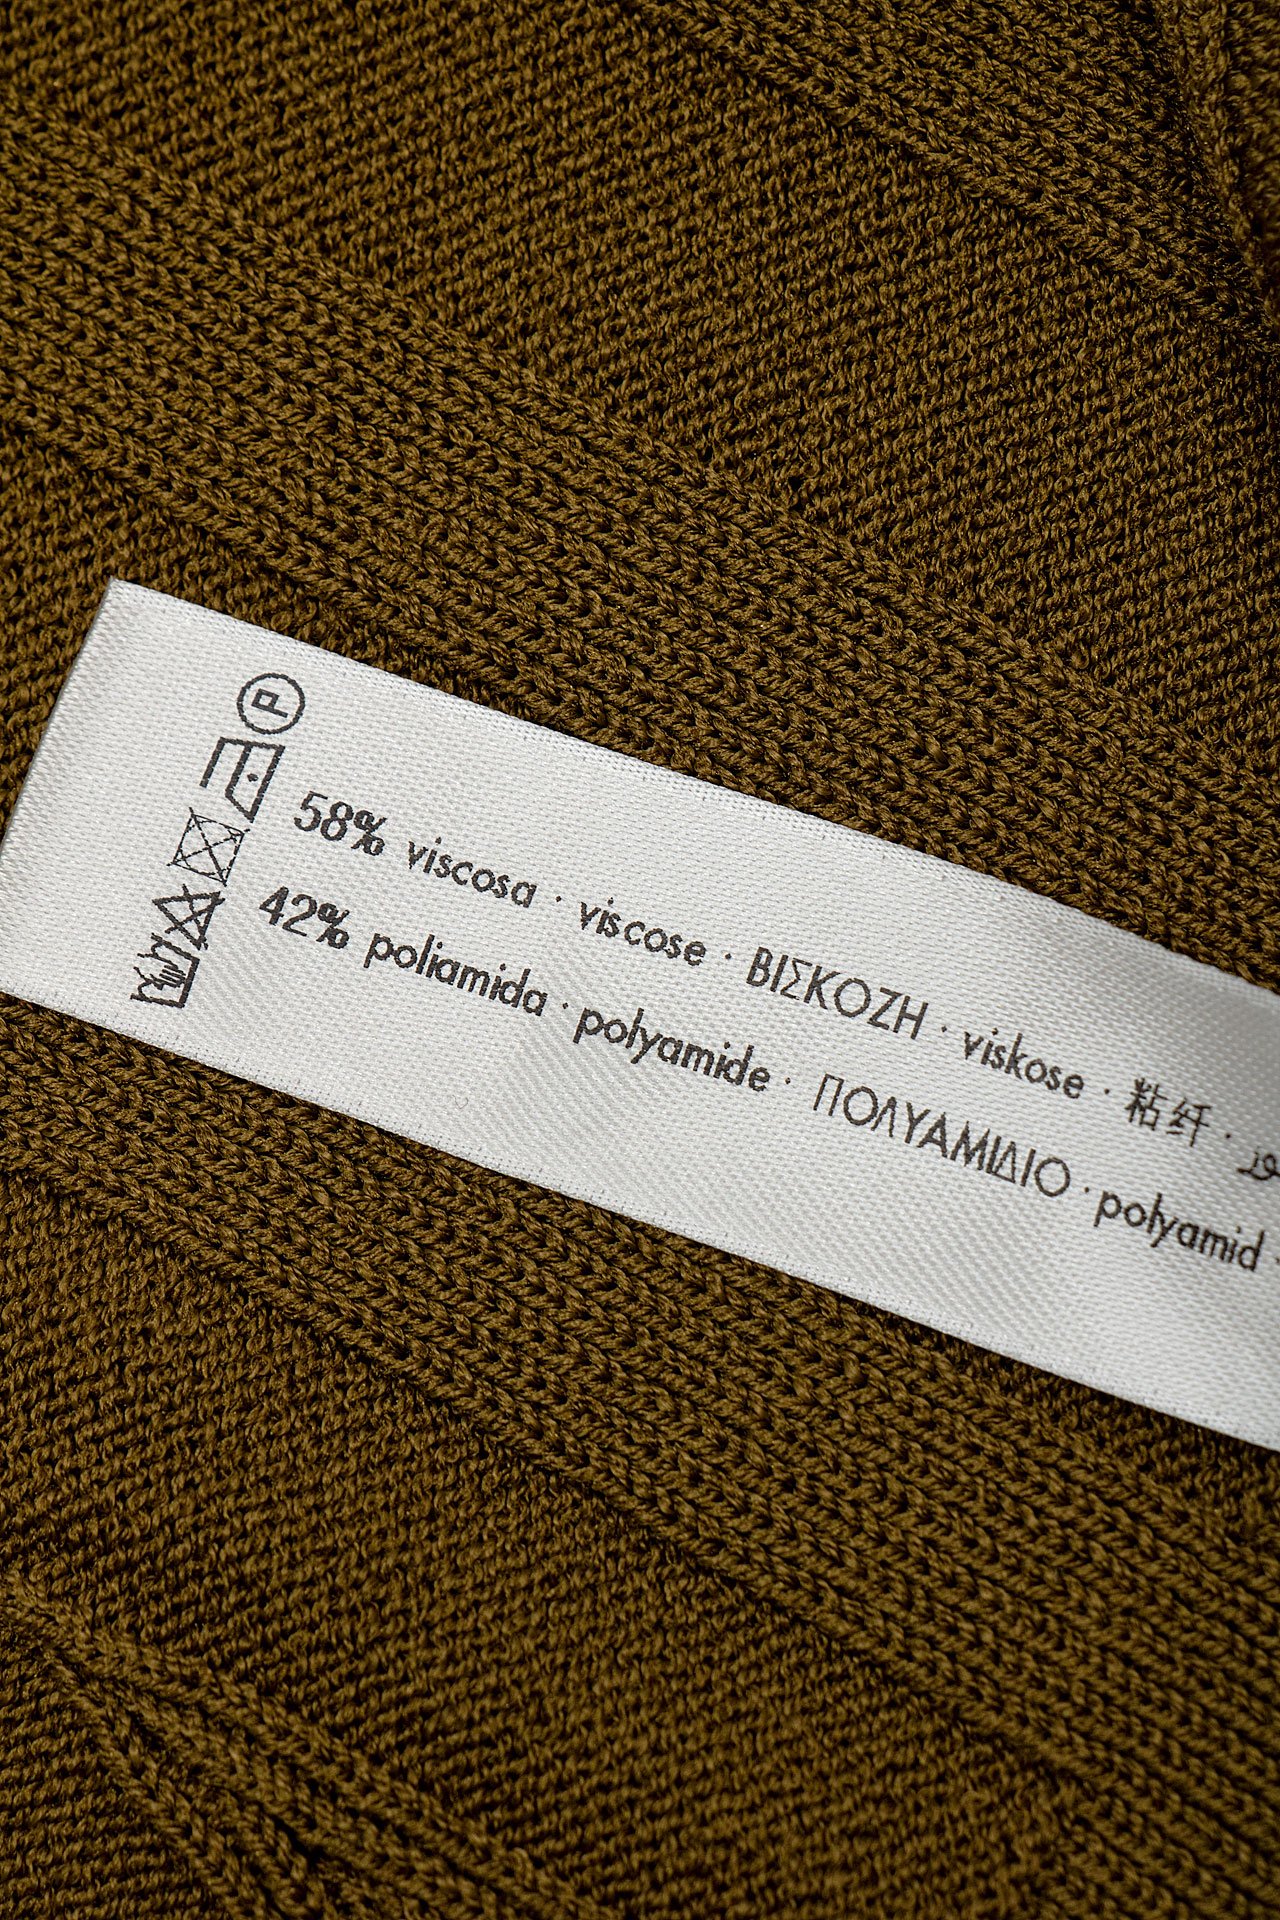 P
58% viscosa · viscose · ΒΙΣΚΟΖΗ · viskose · 粘纤 ·
42% poliamida · polyamide · ΠΟΛΥΑΜΙΔΙΟ · polyamid